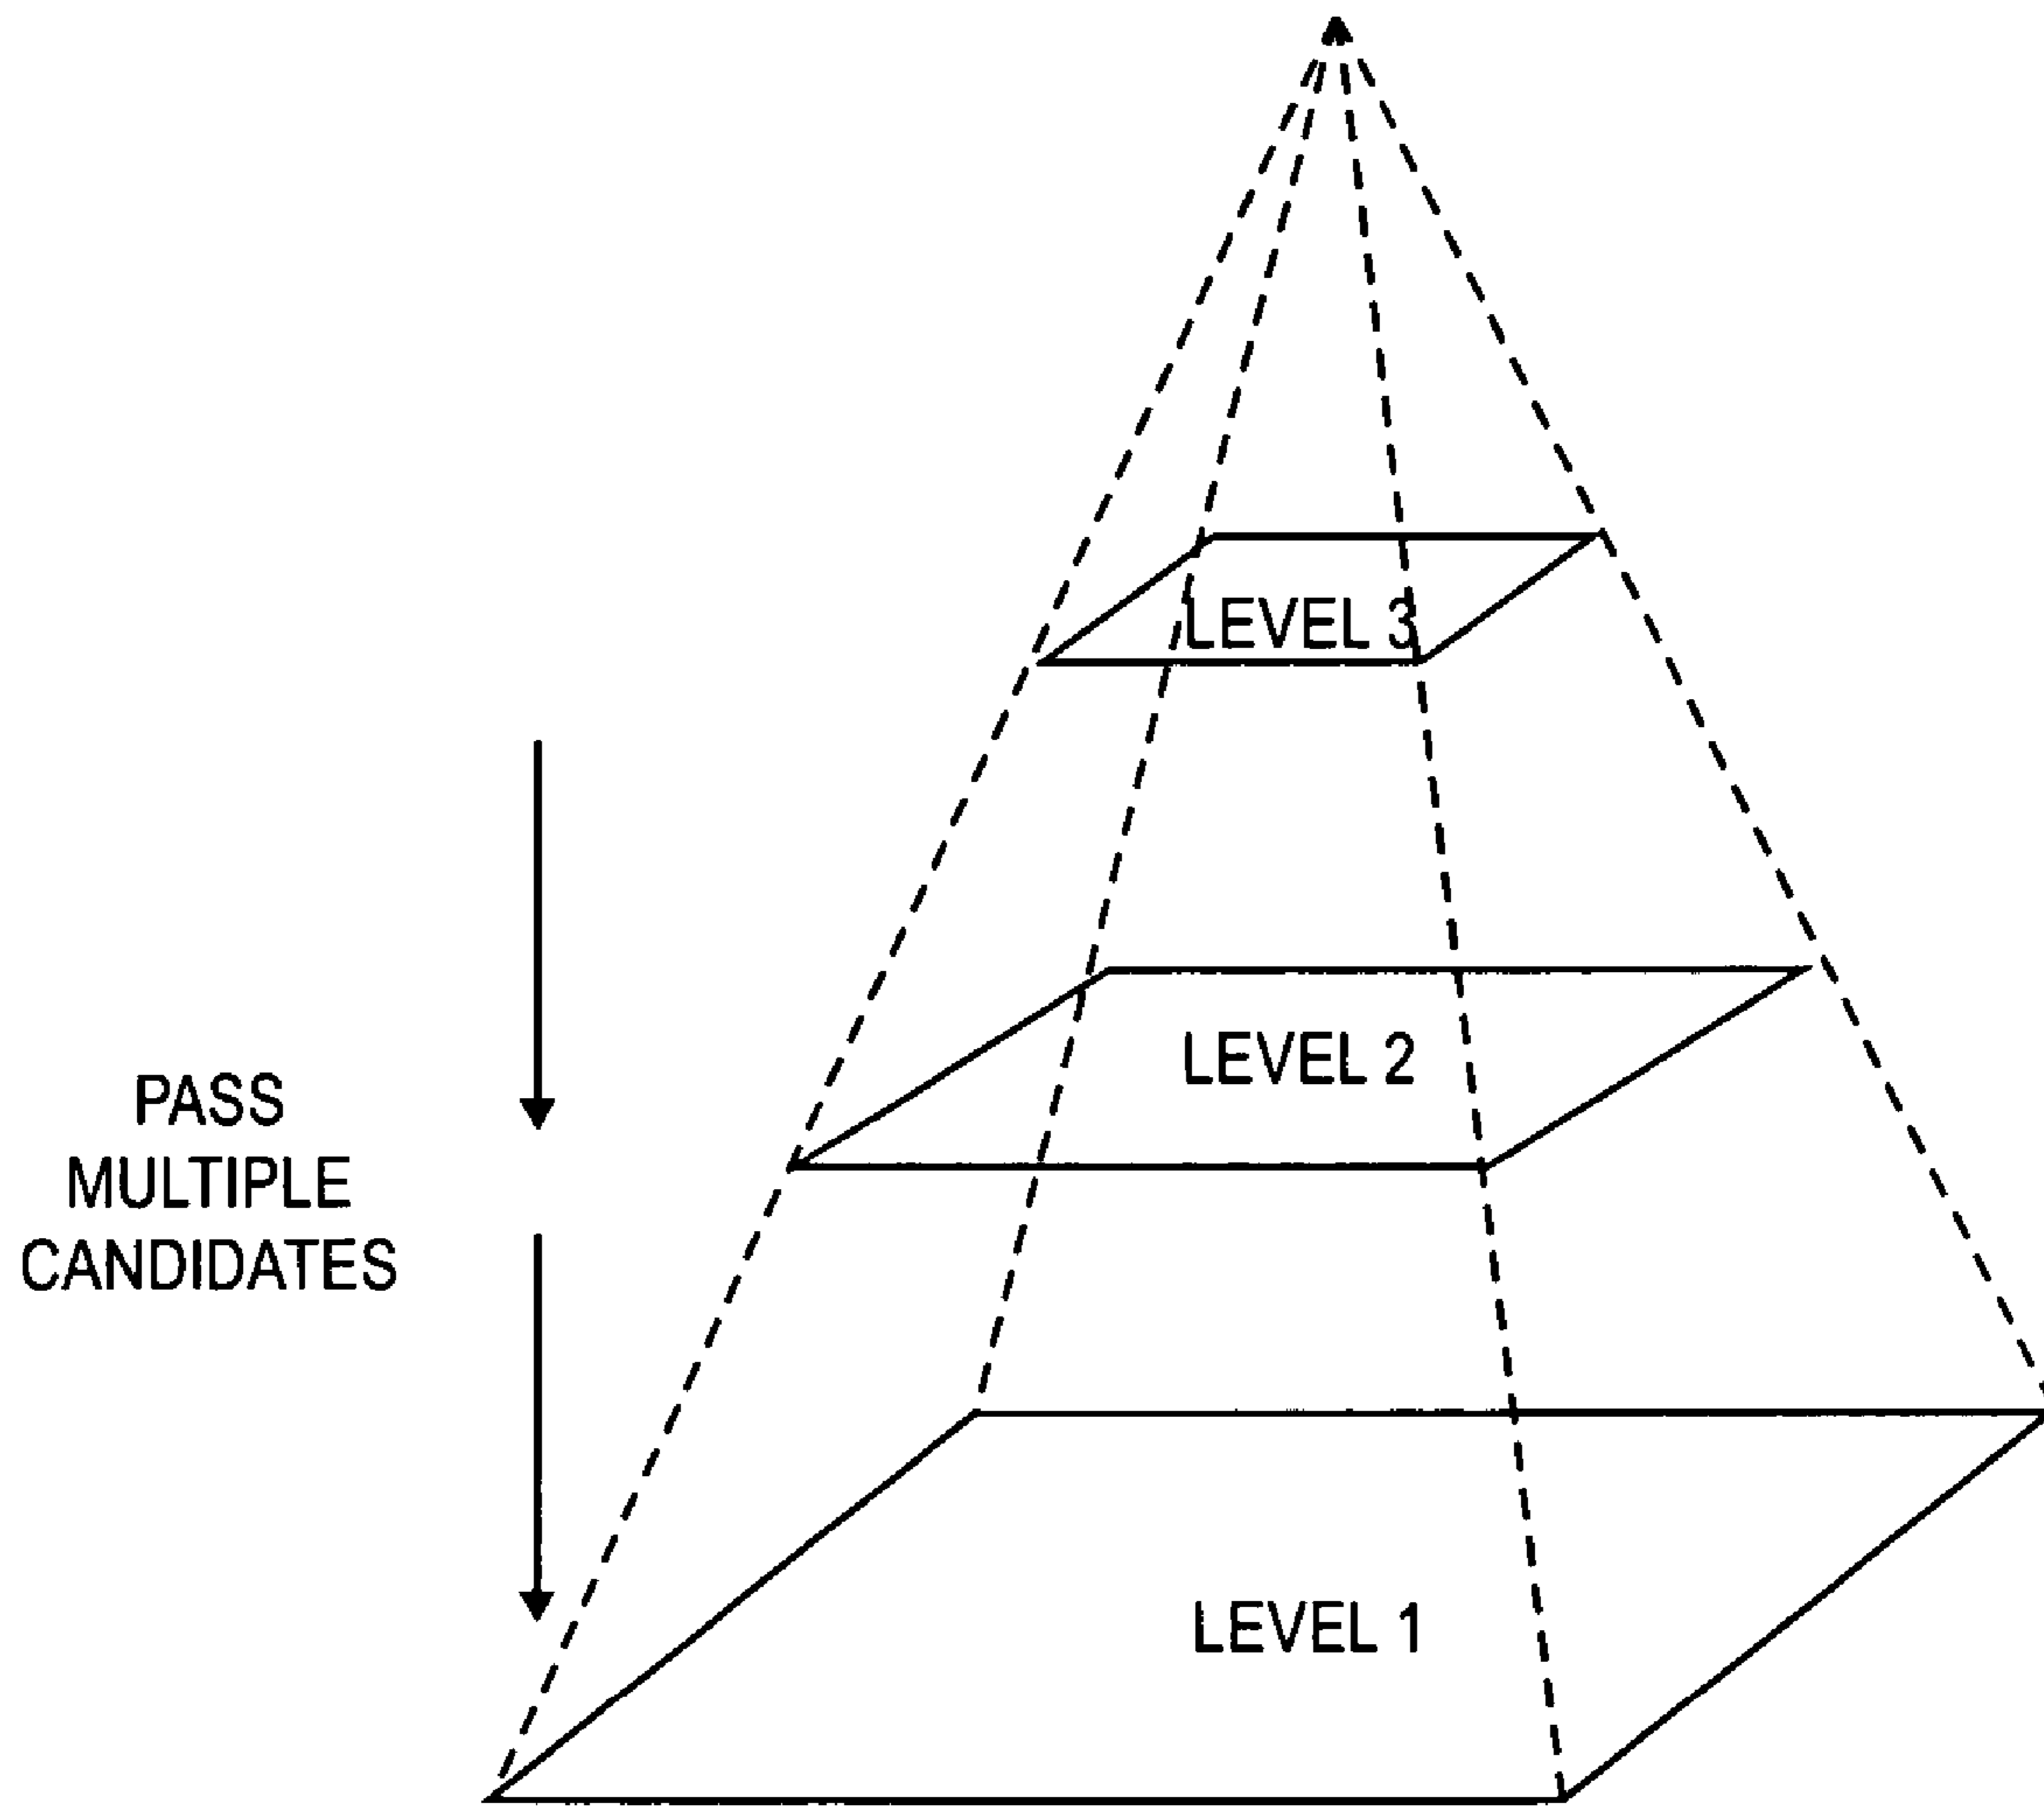 LEVEL 3
LEVEL 2
PASS
MULTIPLE
CANDIDATES
LEVEL 1